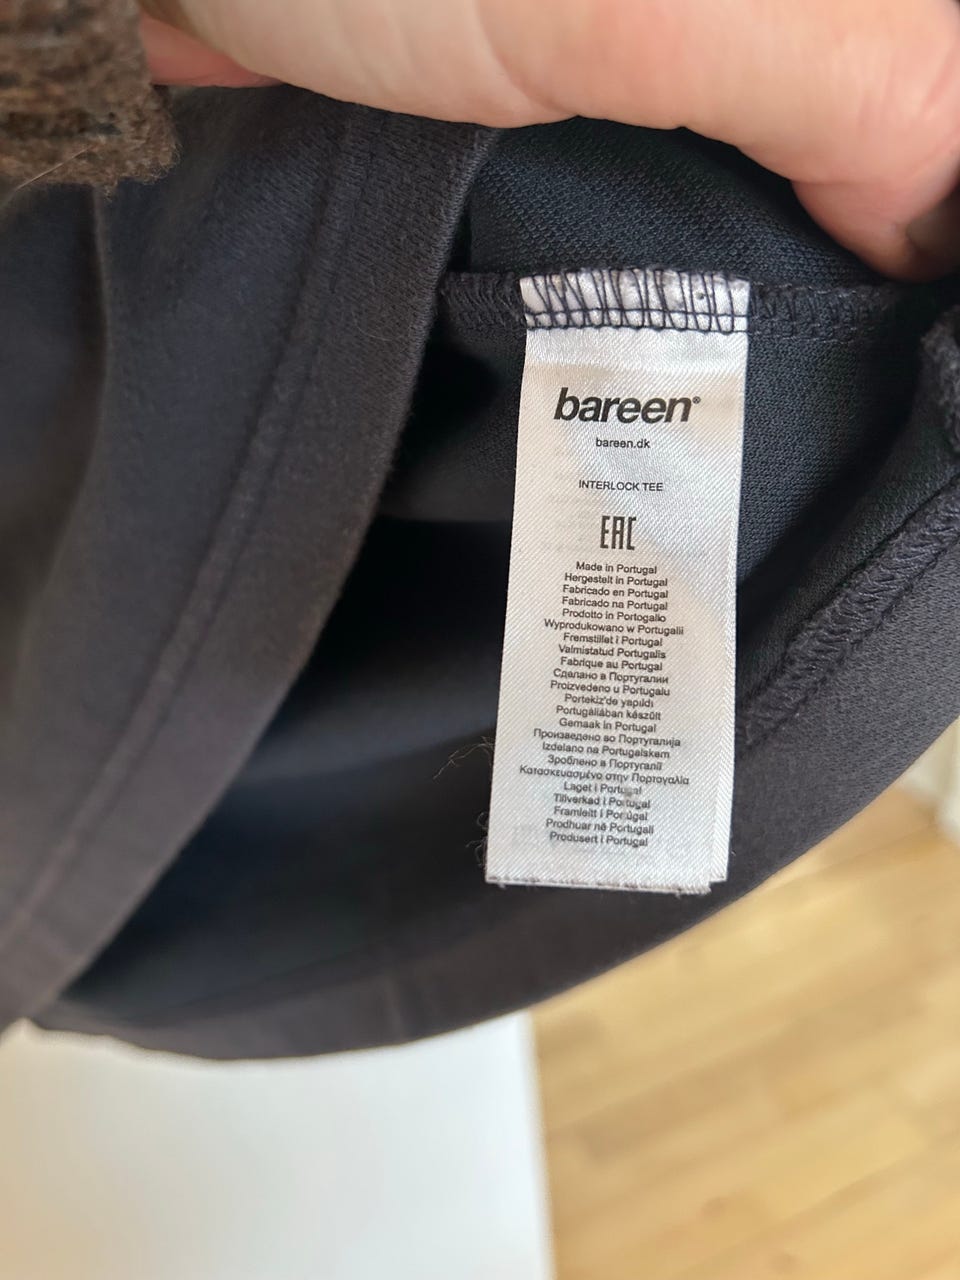 bareen®
bareen.dk
INTERLOCK TEE
EAC
Made in Portugal
Hergestelt in Portugal
Fabricado en Portugal
Fabricado na Portugal
Prodotto in Portogallo
Wyprodukowano w Portugalii
Fremstillet i Portugal
Valmistatud Portugalis
Fabrique au Portugal
Сделано в Португалии
Proizvedeno u Portugalu
Portekiz'de yapıldı
Portugáliában készült
Gemaak in Portugal
Произведено во Португалија
Izdelano na Portugalskem
Зроблено в Португалії
Κατασκευασμένο στην Πορτογαλία
Laget i Portugal
Tillverkad i Portugal
Framleitt í Portúgal
Prodhuar në Portugali
Produsert i Portugal